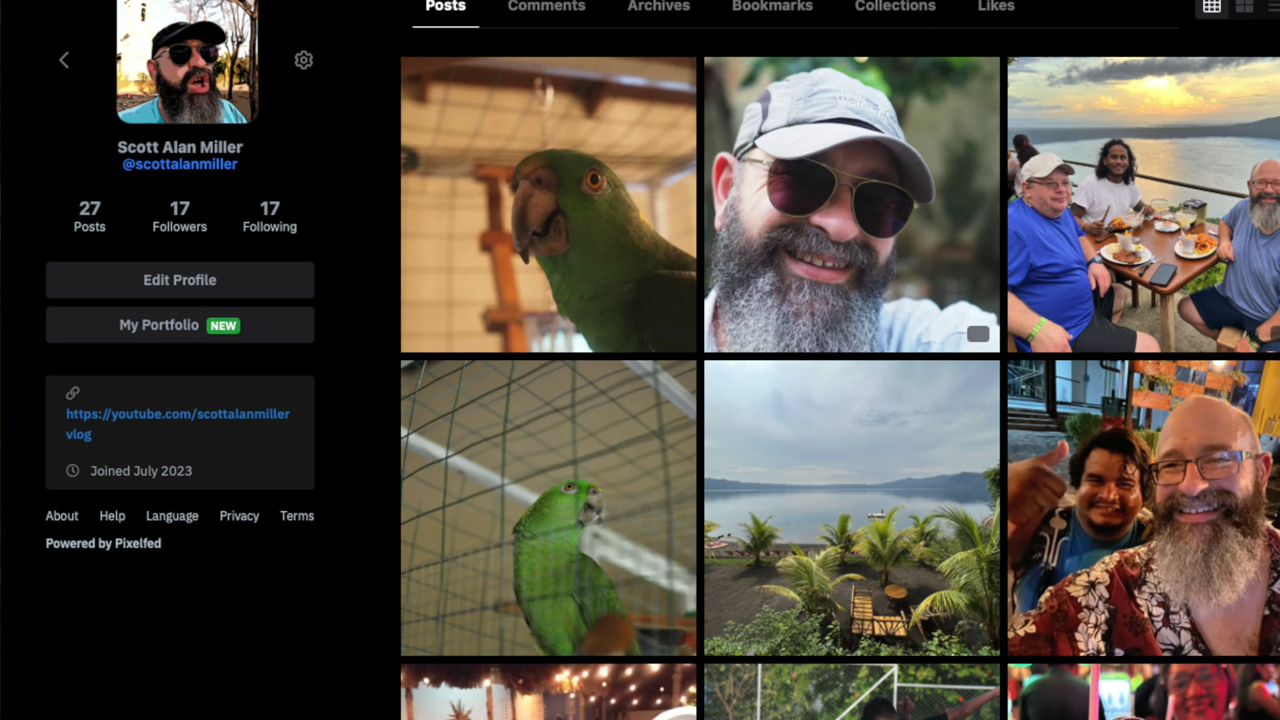 Posts Comments Archives Bookmarks Collections Likes
Scott Alan Miller
@scottalanmiller
27 17 17
Posts Followers Following
Edit Profile
My Portfolio NEW
https://youtube.com/scottalanmiller
vlog
Joined July 2023
About Help Language Privacy Terms
Powered by Pixelfed